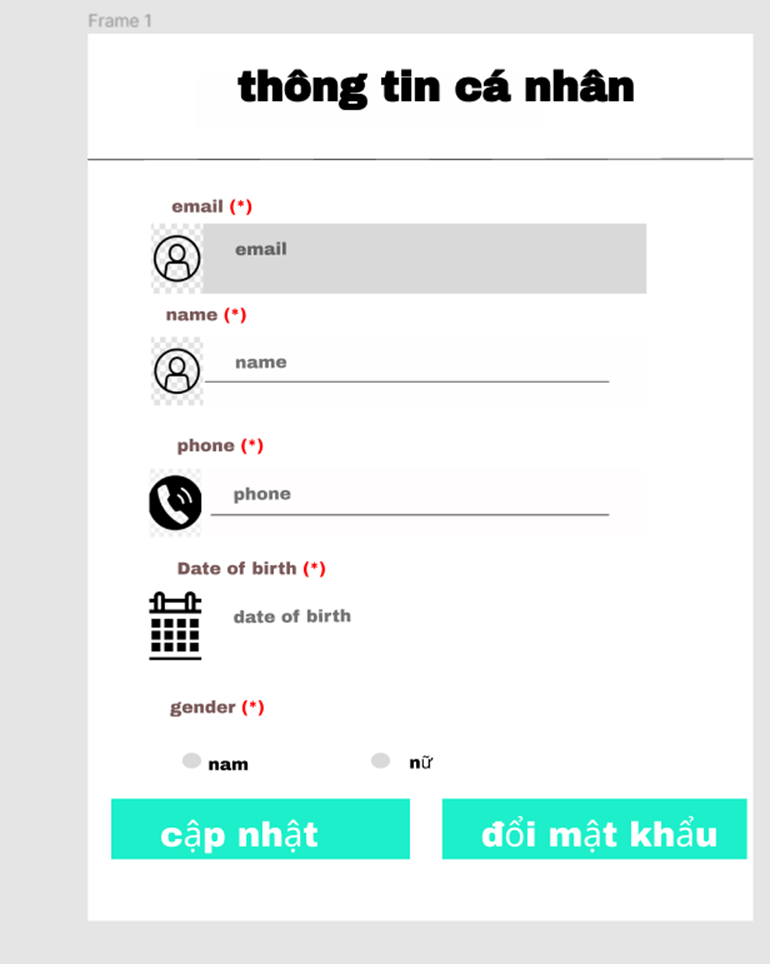 Frame 1
thông tin cá nhân
email (*)
email
name (*)
name
phone (*)
phone
Date of birth (*)
date of birth
gender (*)
nam nữ
cập nhật đổi mật khẩu